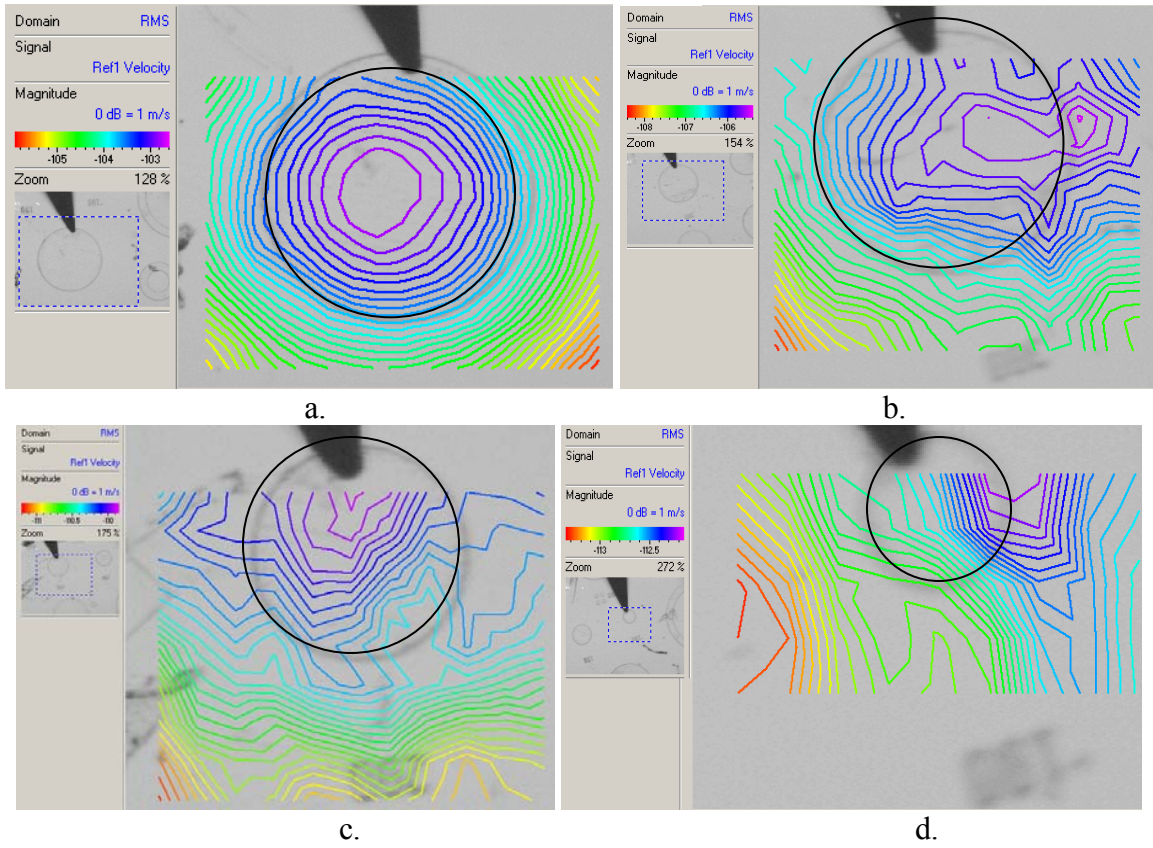 Domain RMS
Signal
Ref1 Velocity
Magnitude
0 dB = 1 m/s
-105 -104 -103
Zoom 128 %
a.
Domain RMS
Signal
Ref1 Velocity
Magnitude
0 dB = 1 m/s
-108 -107 -106
Zoom 154 %
b.
Domain RMS
Signal
Ref1 Velocity
Magnitude
0 dB = 1 m/s
-111 -110.5 -110
Zoom 175 %
c.
Domain RMS
Signal
Ref1 Velocity
Magnitude
0 dB = 1 m/s
-113 -112.5
Zoom 272 %
d.